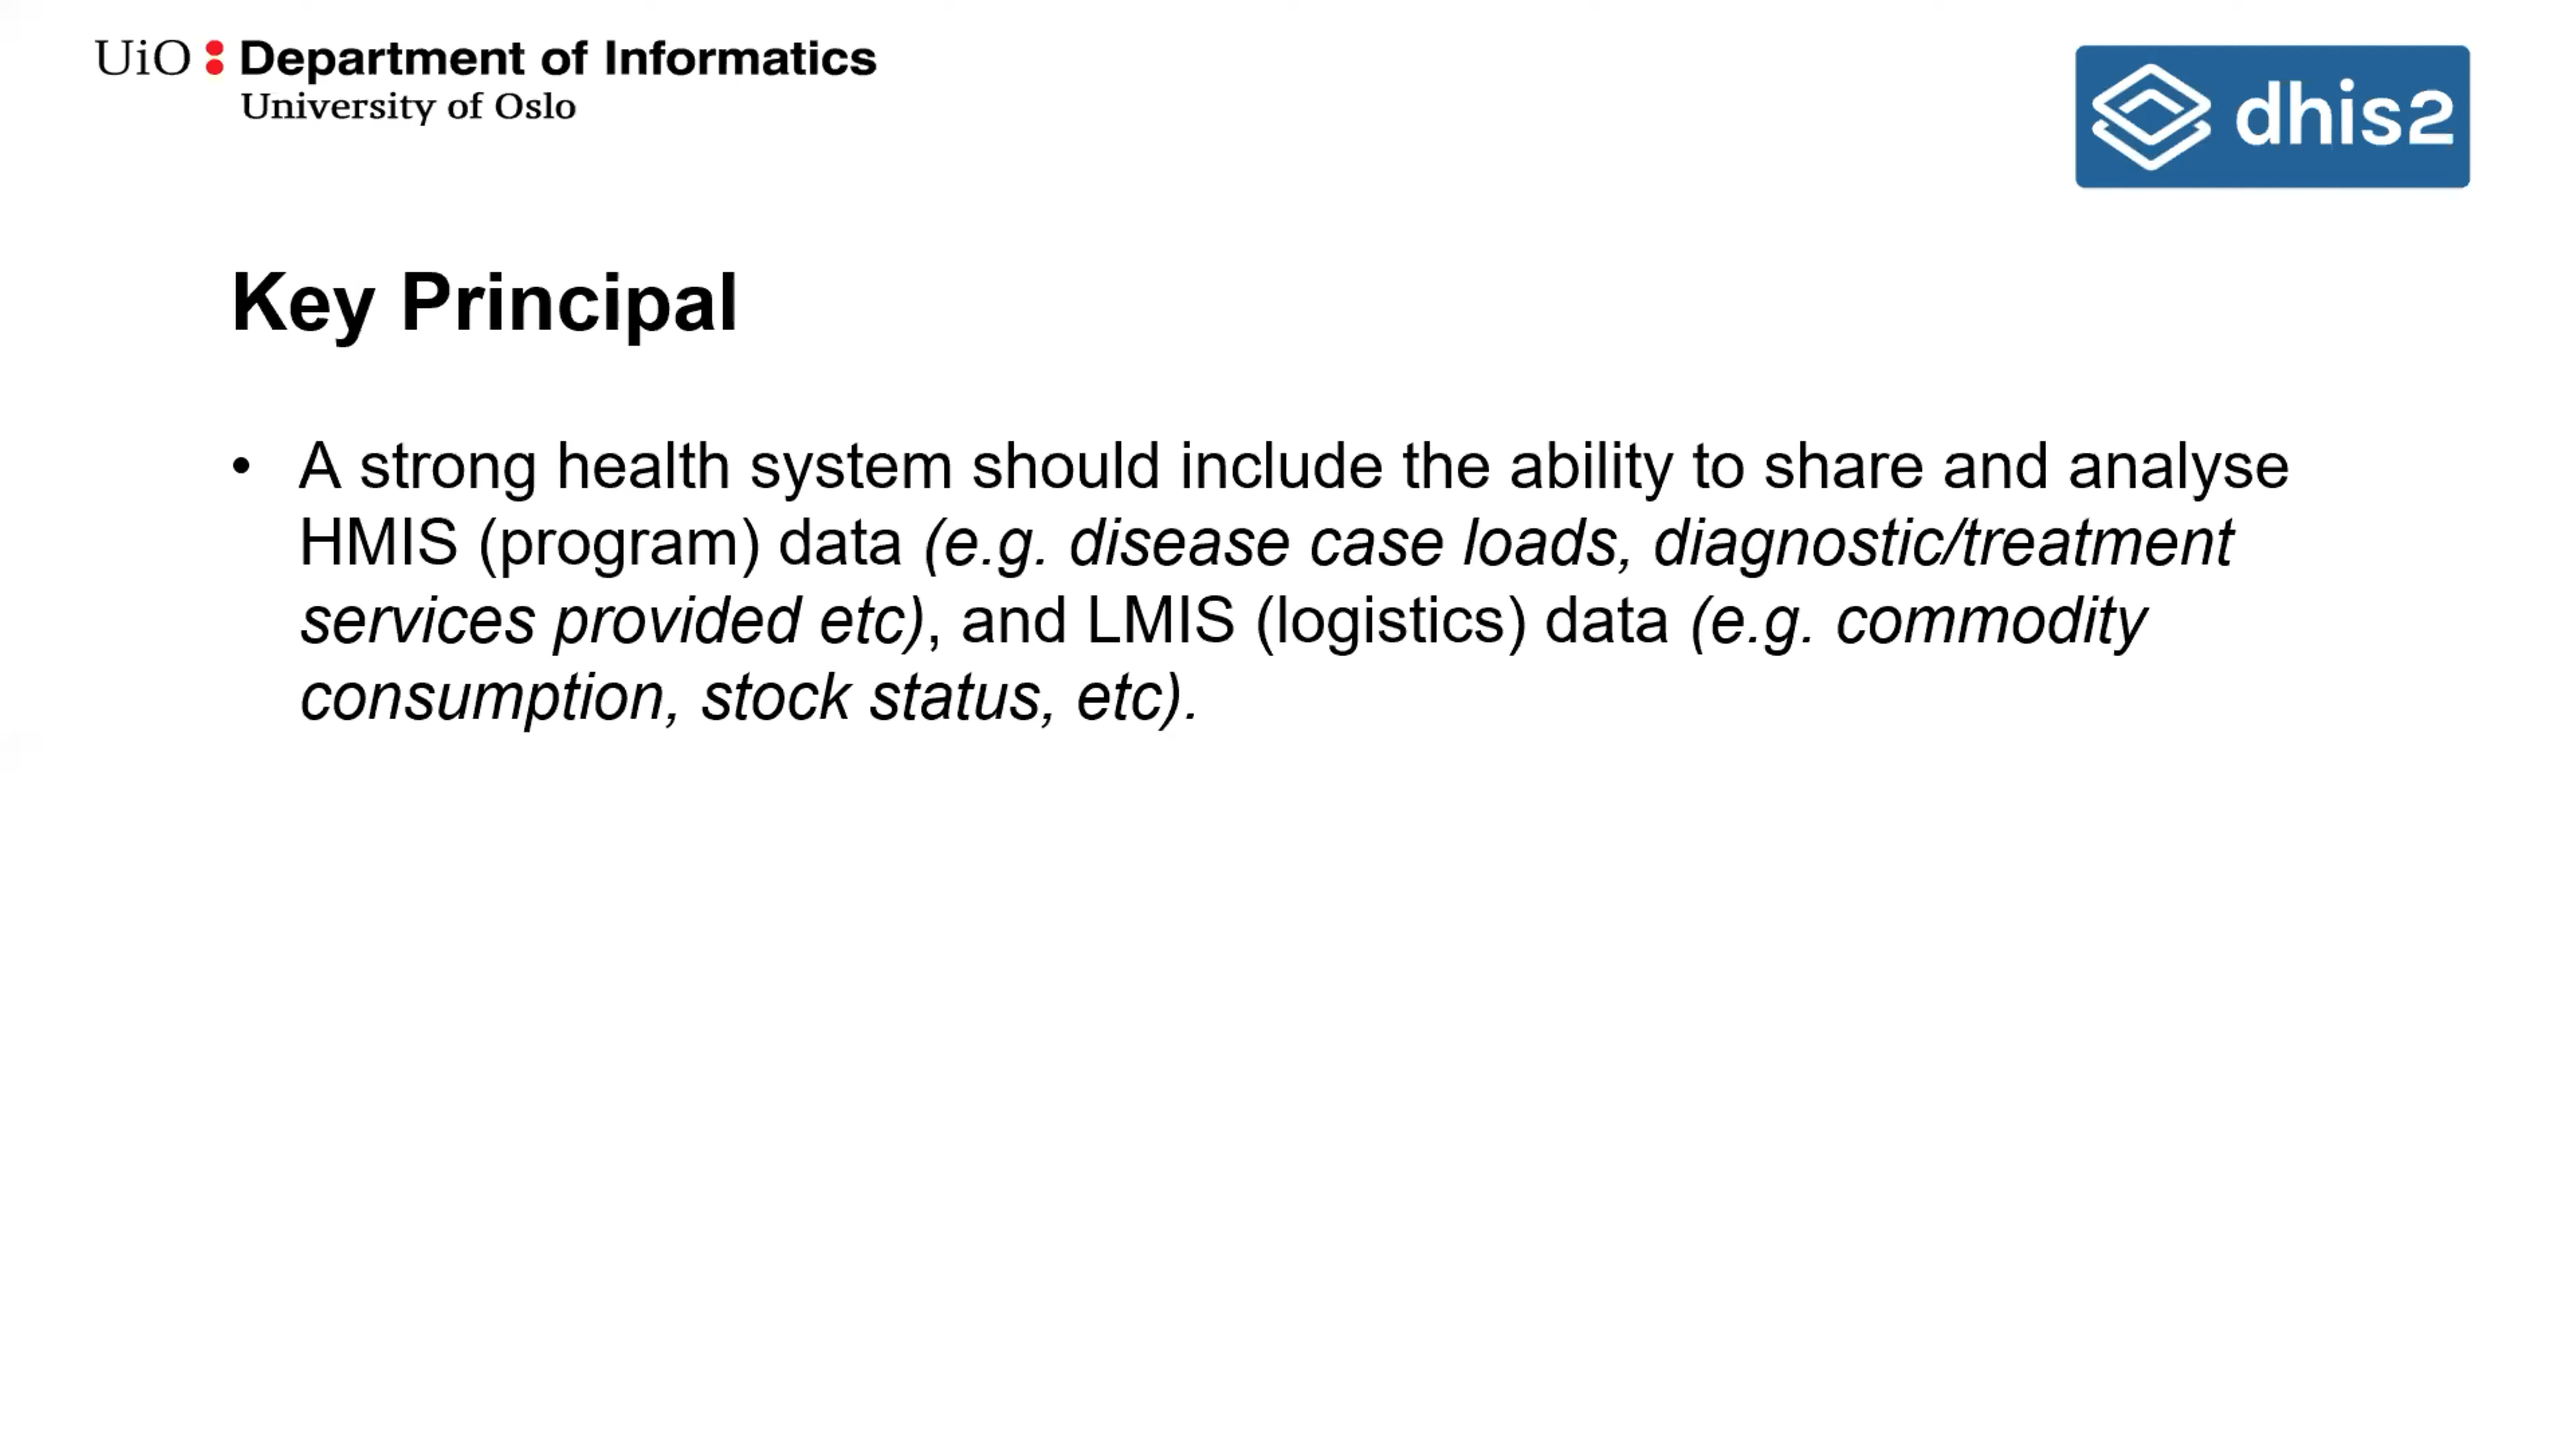 UiO : Department of Informatics
University of Oslo
dhis2
Key Principal
• A strong health system should include the ability to share and analyse
HMIS (program) data (e.g. disease case loads, diagnostic/treatment
services provided etc), and LMIS (logistics) data (e.g. commodity
consumption, stock status, etc).